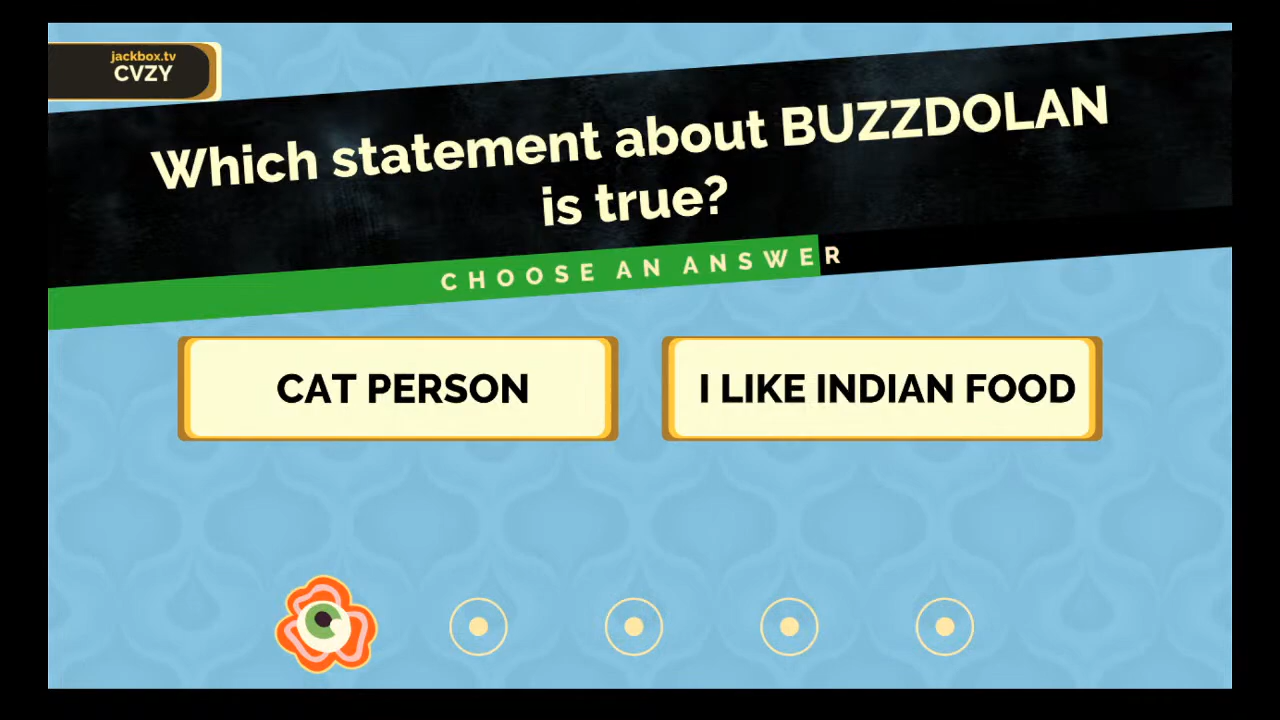 jackbox.tv
CVZY
Which statement about BUZZDOLAN
is true?
CHOOSE AN ANSWER
CAT PERSON
I LIKE INDIAN FOOD